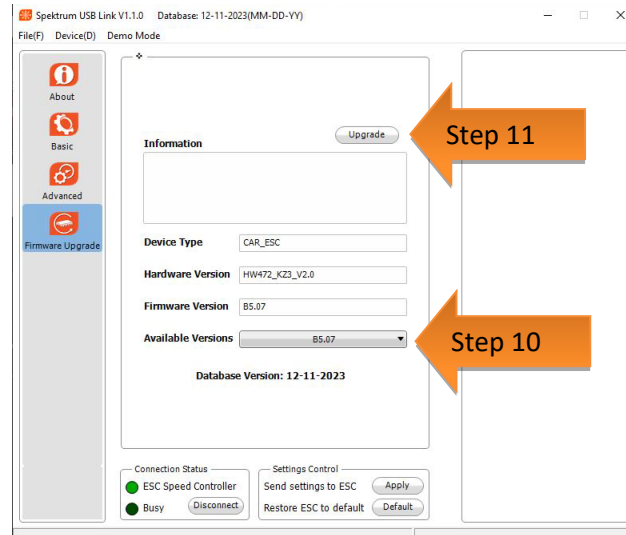 Spektrum USB Link V1.1.0 Database: 12-11-2023(MM-DD-YY)
File(F) Device(D) Demo Mode
About
Basic
Advanced
Firmware Upgrade
Upgrade
Step 11
Information
Device Type CAR_ESC
Hardware Version HW472_KZ3_V2.0
Firmware Version B5.07
Available Versions B5.07
Step 10
Database Version: 12-11-2023
Connection Status
ESC Speed Controller
Busy Disconnect
Settings Control
Send settings to ESC Apply
Restore ESC to default Default